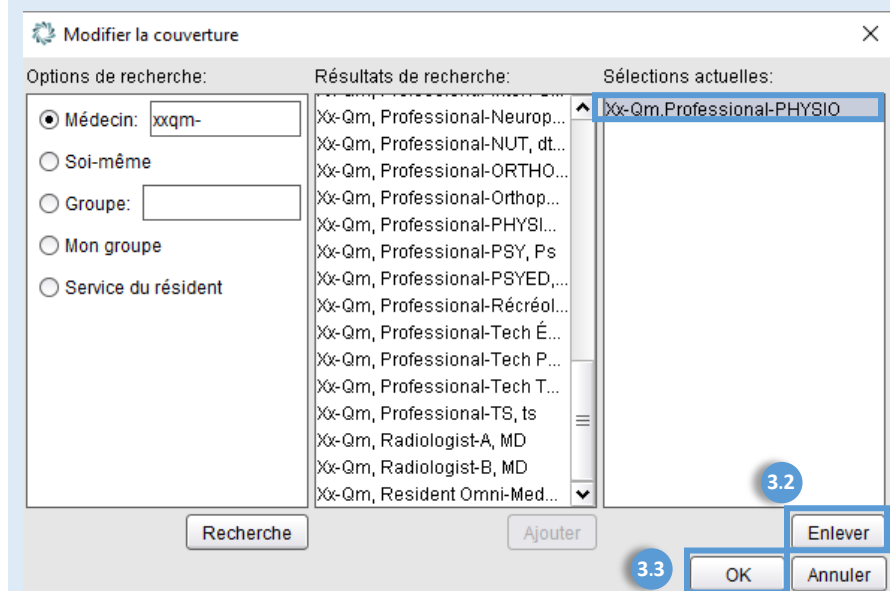 Modifier la couverture
Options de recherche:
Médecin: xxqm-
Soi-même
Groupe:
Mon groupe
Service du résident
Recherche
Résultats de recherche:
Xx-Qm, Professional-Neurop...
Xx-Qm, Professional-NUT, dt...
Xx-Qm, Professional-ORTHO...
Xx-Qm, Professional-Orthop...
Xx-Qm, Professional-PHYSI...
Xx-Qm, Professional-PSY, Ps
Xx-Qm, Professional-PSYED,...
Xx-Qm, Professional-Récréol...
Xx-Qm, Professional-Tech É...
Xx-Qm, Professional-Tech P...
Xx-Qm, Professional-Tech T...
Xx-Qm, Professional-TS, ts
Xx-Qm, Radiologist-A, MD
Xx-Qm, Radiologist-B, MD
Xx-Qm, Resident Omni-Med...
Ajouter
Sélections actuelles:
Xx-Qm.Professional-PHYSIO
3.2
Enlever
3.3
OK
Annuler